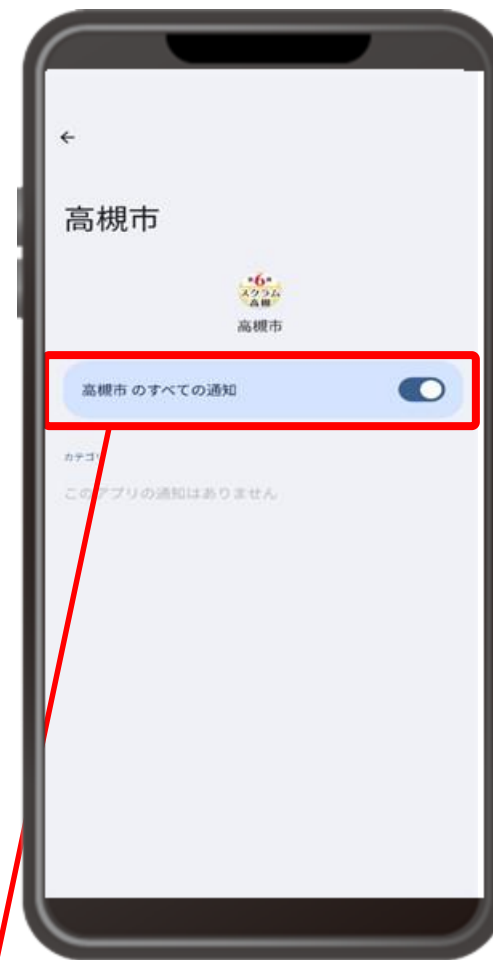 ←
高槻市
第6
スクラム
高槻
高槻市
高槻市 のすべての通知
カテゴリ
このアプリの通知はありません